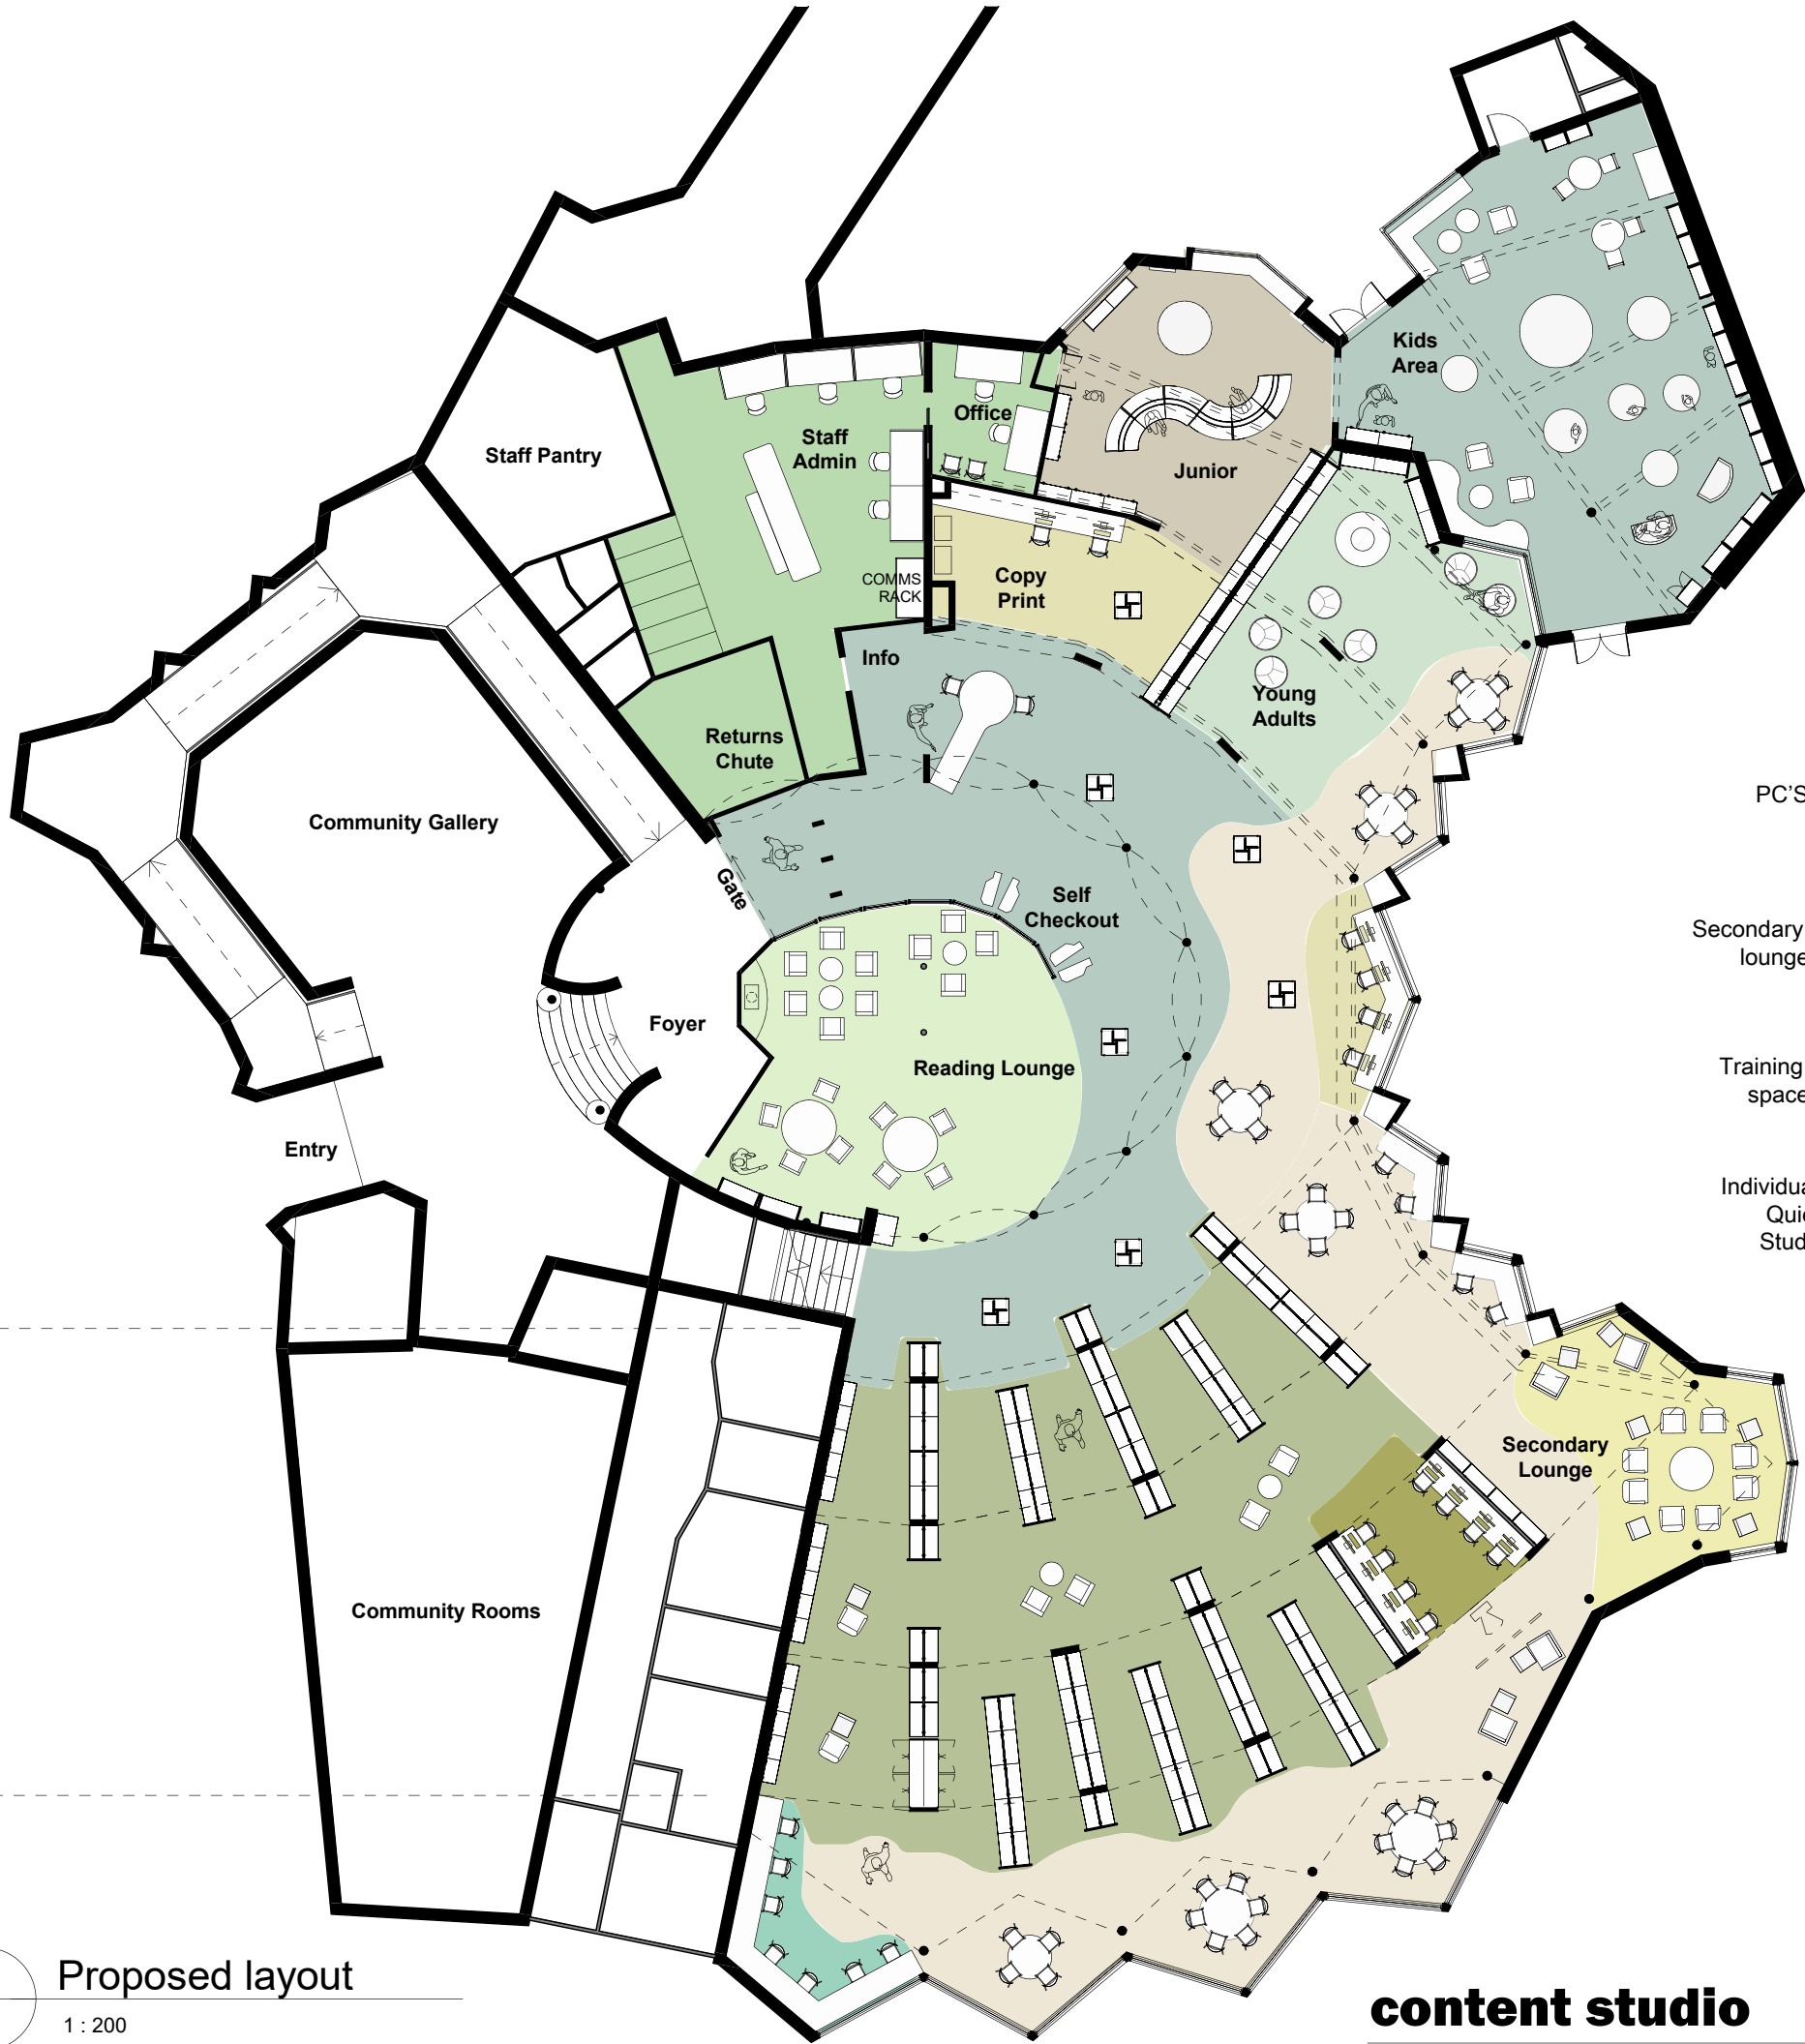 Kids
Area
Office
Staff
Admin
Staff Pantry
Junior
COMMS
RACK
Copy
Print
Info
Young
Adults
Returns
Chute
PC'S
Community Gallery
Gate
Self
Checkout
Secondary
lounge
Foyer
Reading Lounge
Training
space
Entry
Secondary
Lounge
Community Rooms
Proposed layout
1 : 200
content studio